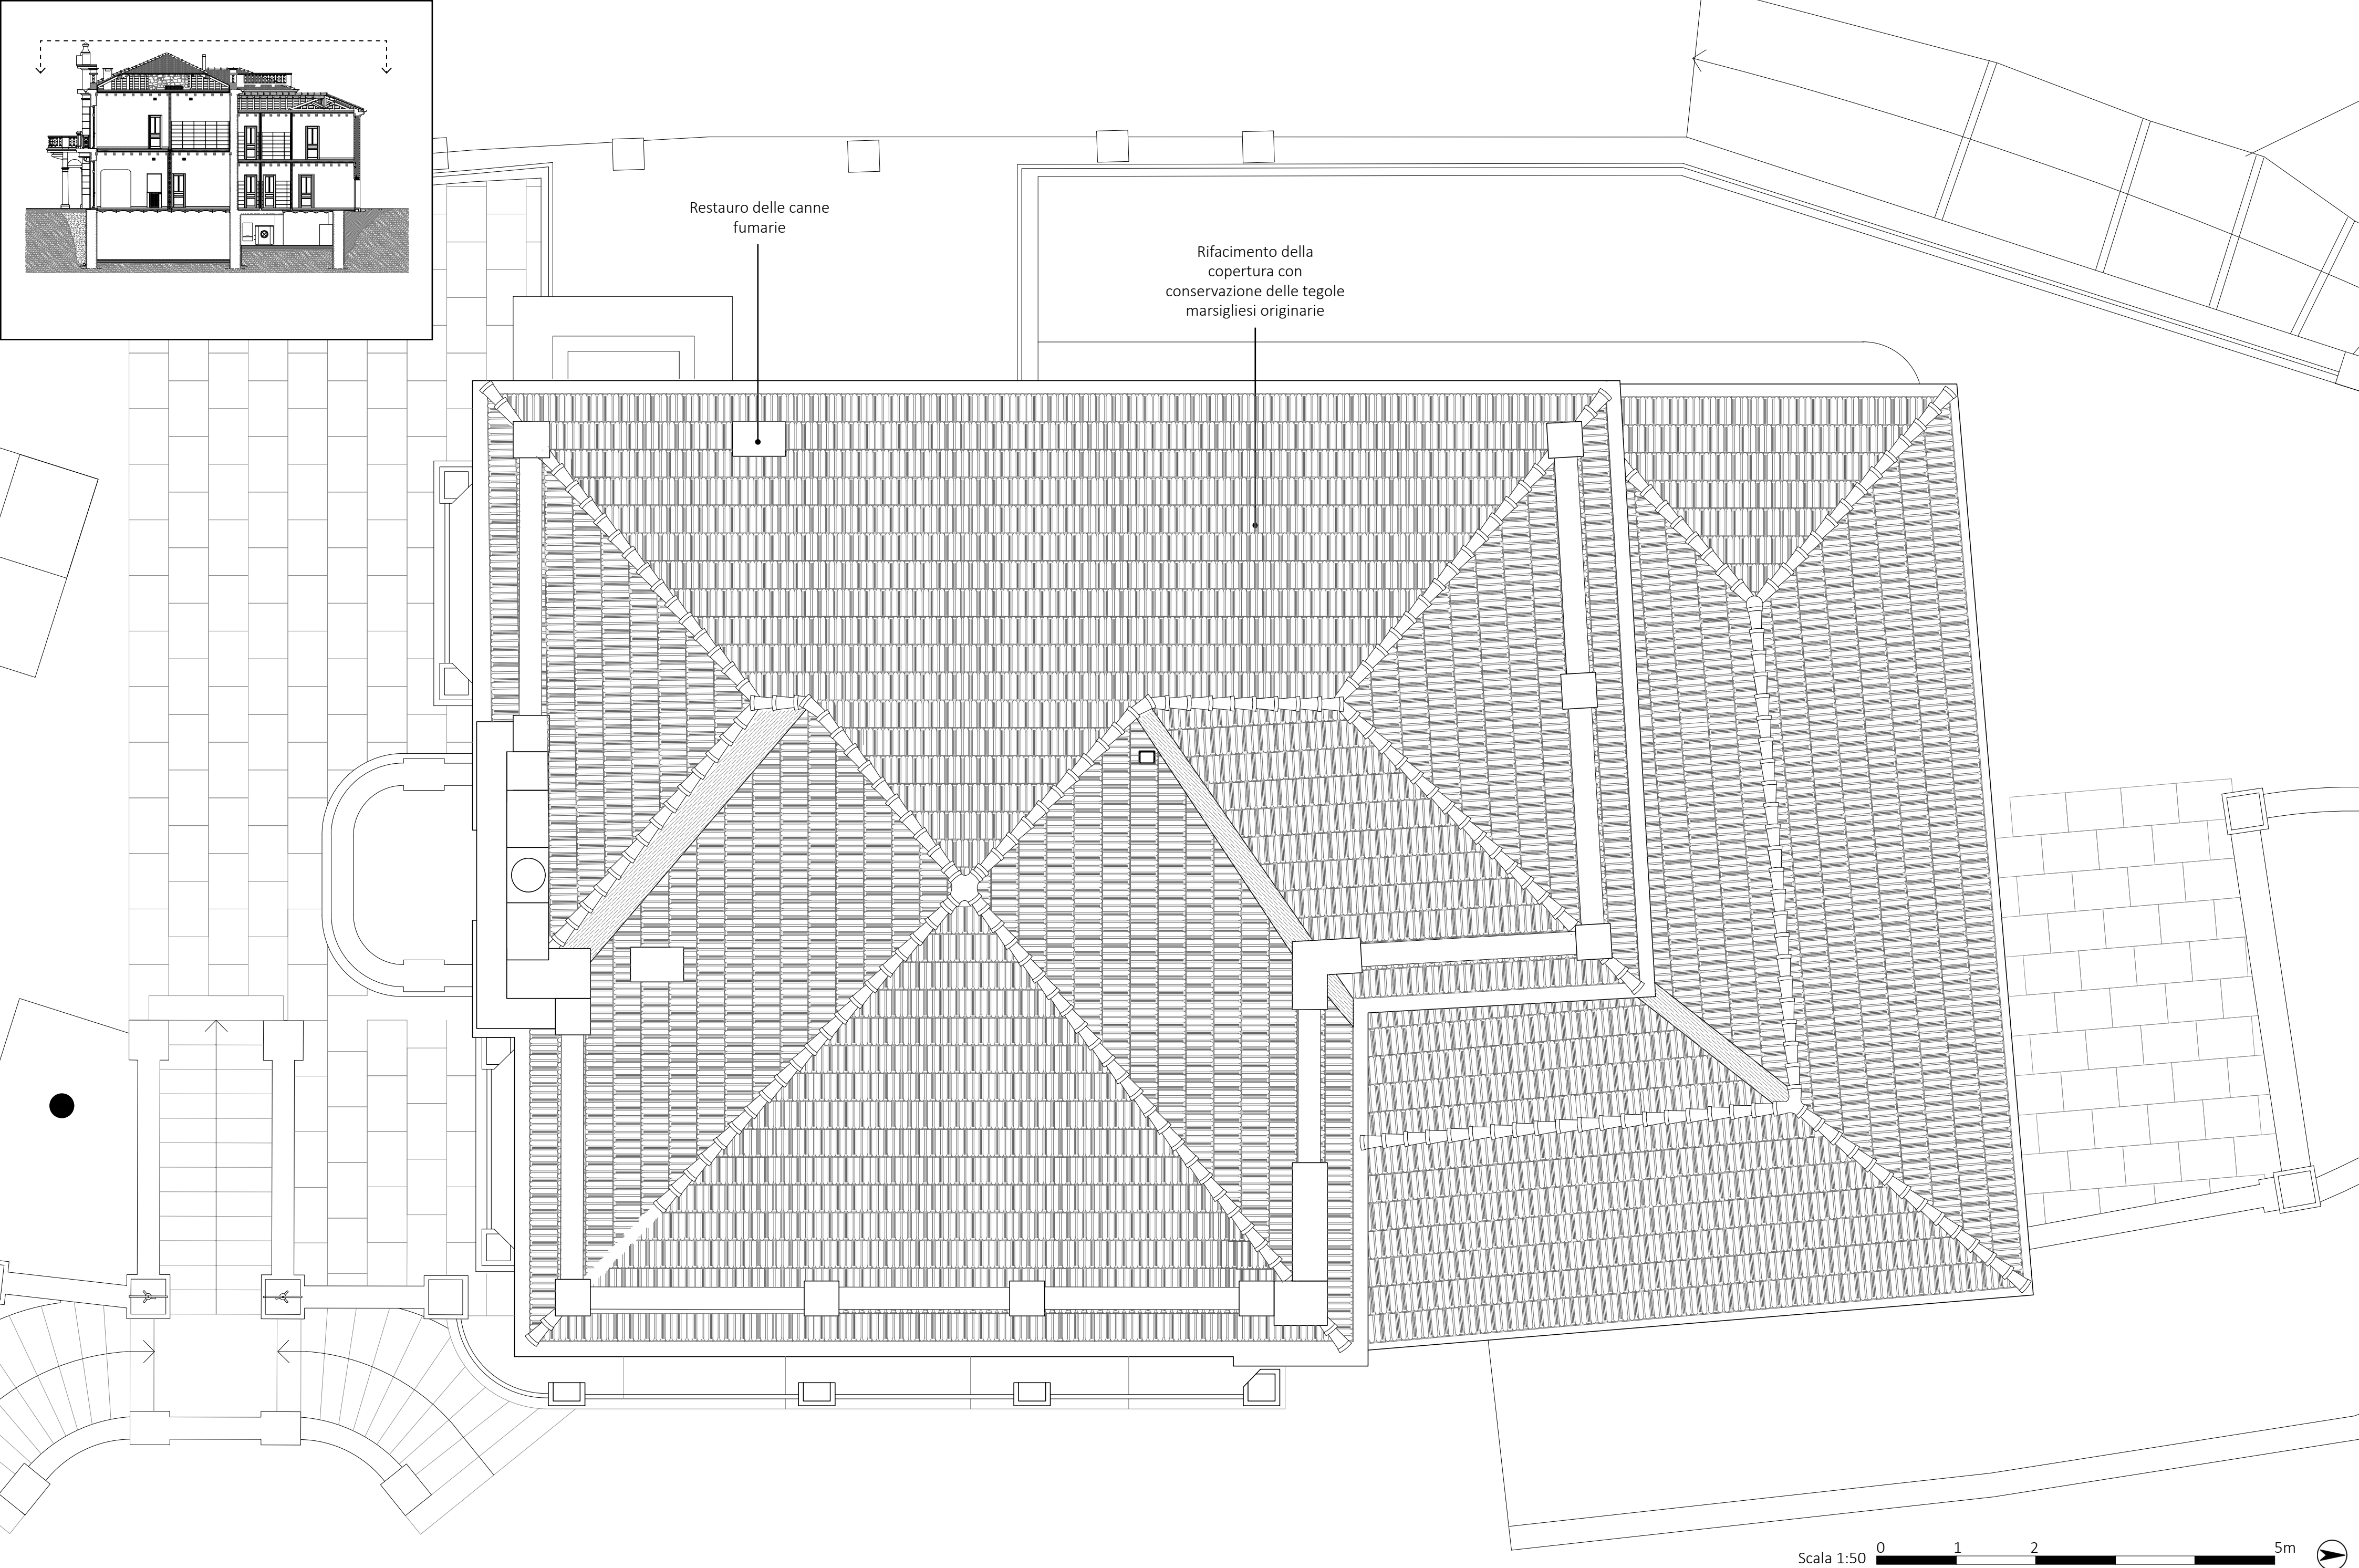 Restauro delle canne
fumarie
Rifacimento della
copertura con
conservazione delle tegole
marsigliesi originarie
Scala 1:50
0 1 2 5m